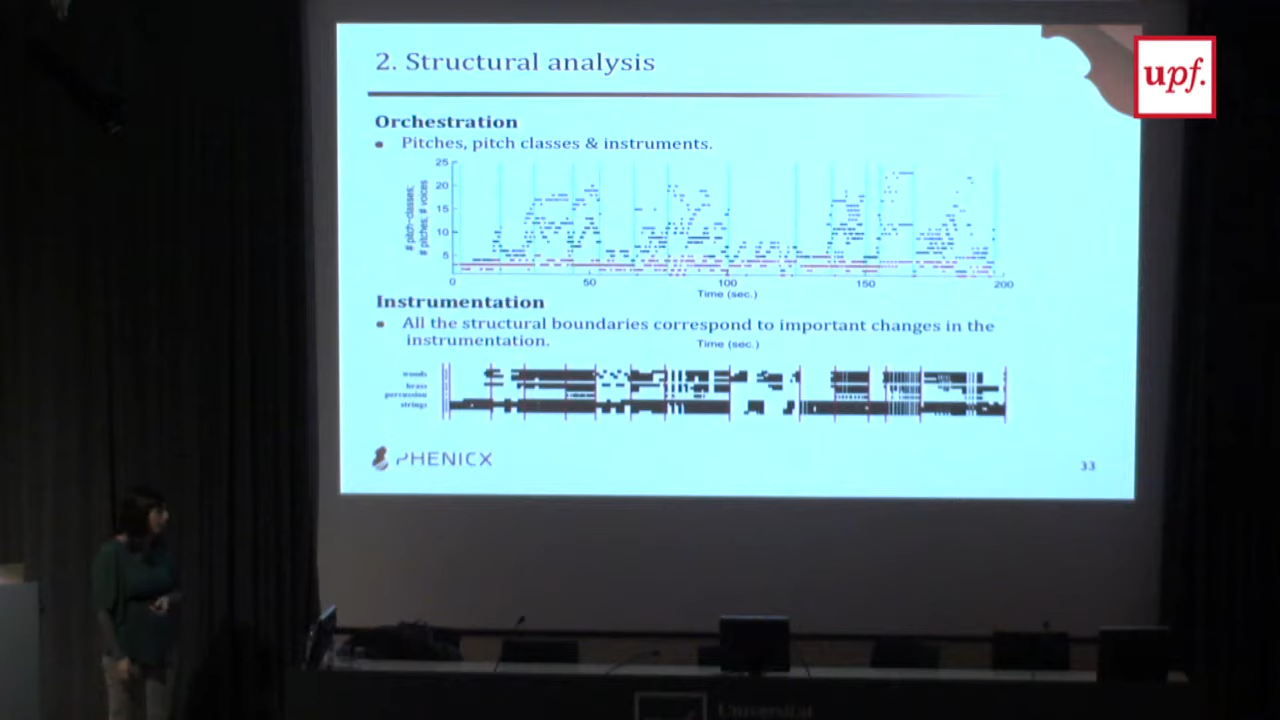 2. Structural analysis
upf.
Orchestration
Pitches, pitch classes & instruments.
# pitch-classes;
# pitches; # voices
25
20
15
10
5
0 50 100 150 200
Time (sec.)
Instrumentation
All the structural boundaries correspond to important changes in the
instrumentation.
Time (sec.)
woods
brass
percussion
strings
PHENICX
33
Universitat